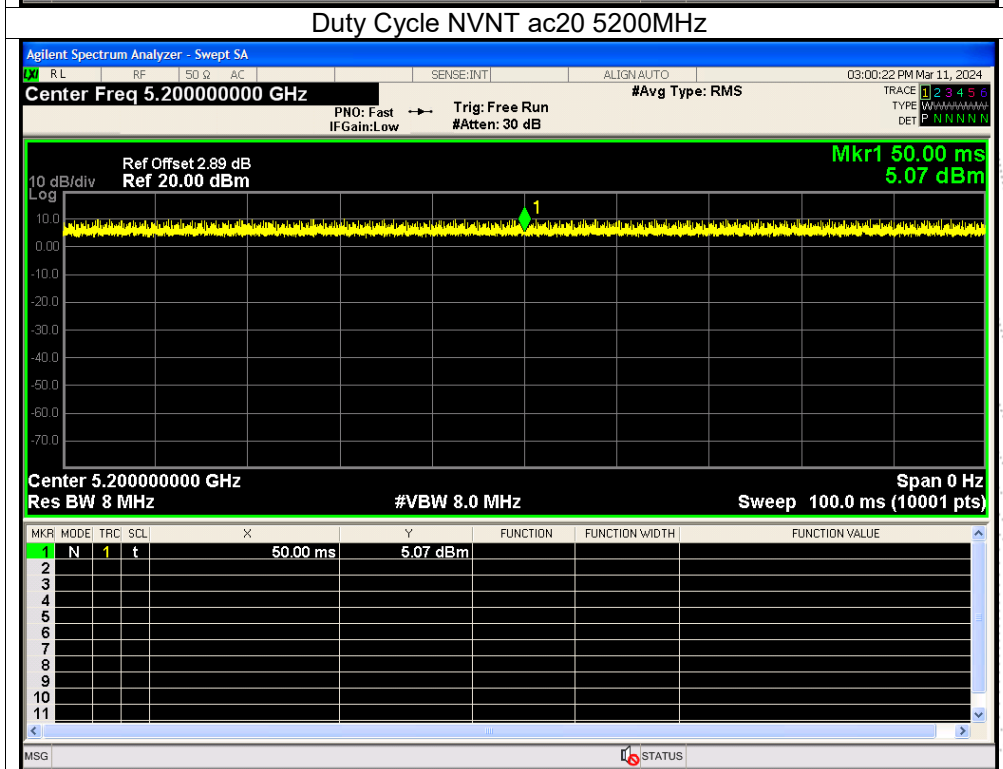 Duty Cycle NVNT ac20 5200MHz
Agilent Spectrum Analyzer - Swept SA
LXI RL RF 50 Ω AC SENSE:INT ALIGN AUTO 03:00:22 PM Mar 11, 2024
Center Freq 5.200000000 GHz #Avg Type: RMS TRACE 1 2 3 4 5 6
PNO: Fast Trig: Free Run TYPE WWWWWW
IFGain:Low #Atten: 30 dB DET P N N N N N
Mkr1 50.00 ms
Ref Offset 2.89 dB
10 dB/div Ref 20.00 dBm 5.07 dBm
Log
1
10.0
0.00
-10.0
-20.0
-30.0
-40.0
-50.0
-60.0
-70.0
Center 5.200000000 GHz Span 0 Hz
Res BW 8 MHz #VBW 8.0 MHz Sweep 100.0 ms (10001 pts)
MKR MODE TRC SCL X Y FUNCTION FUNCTION WIDTH FUNCTION VALUE
1 N 1 t 50.00 ms 5.07 dBm
2
3
4
5
6
7
8
9
10
11
MSG STATUS